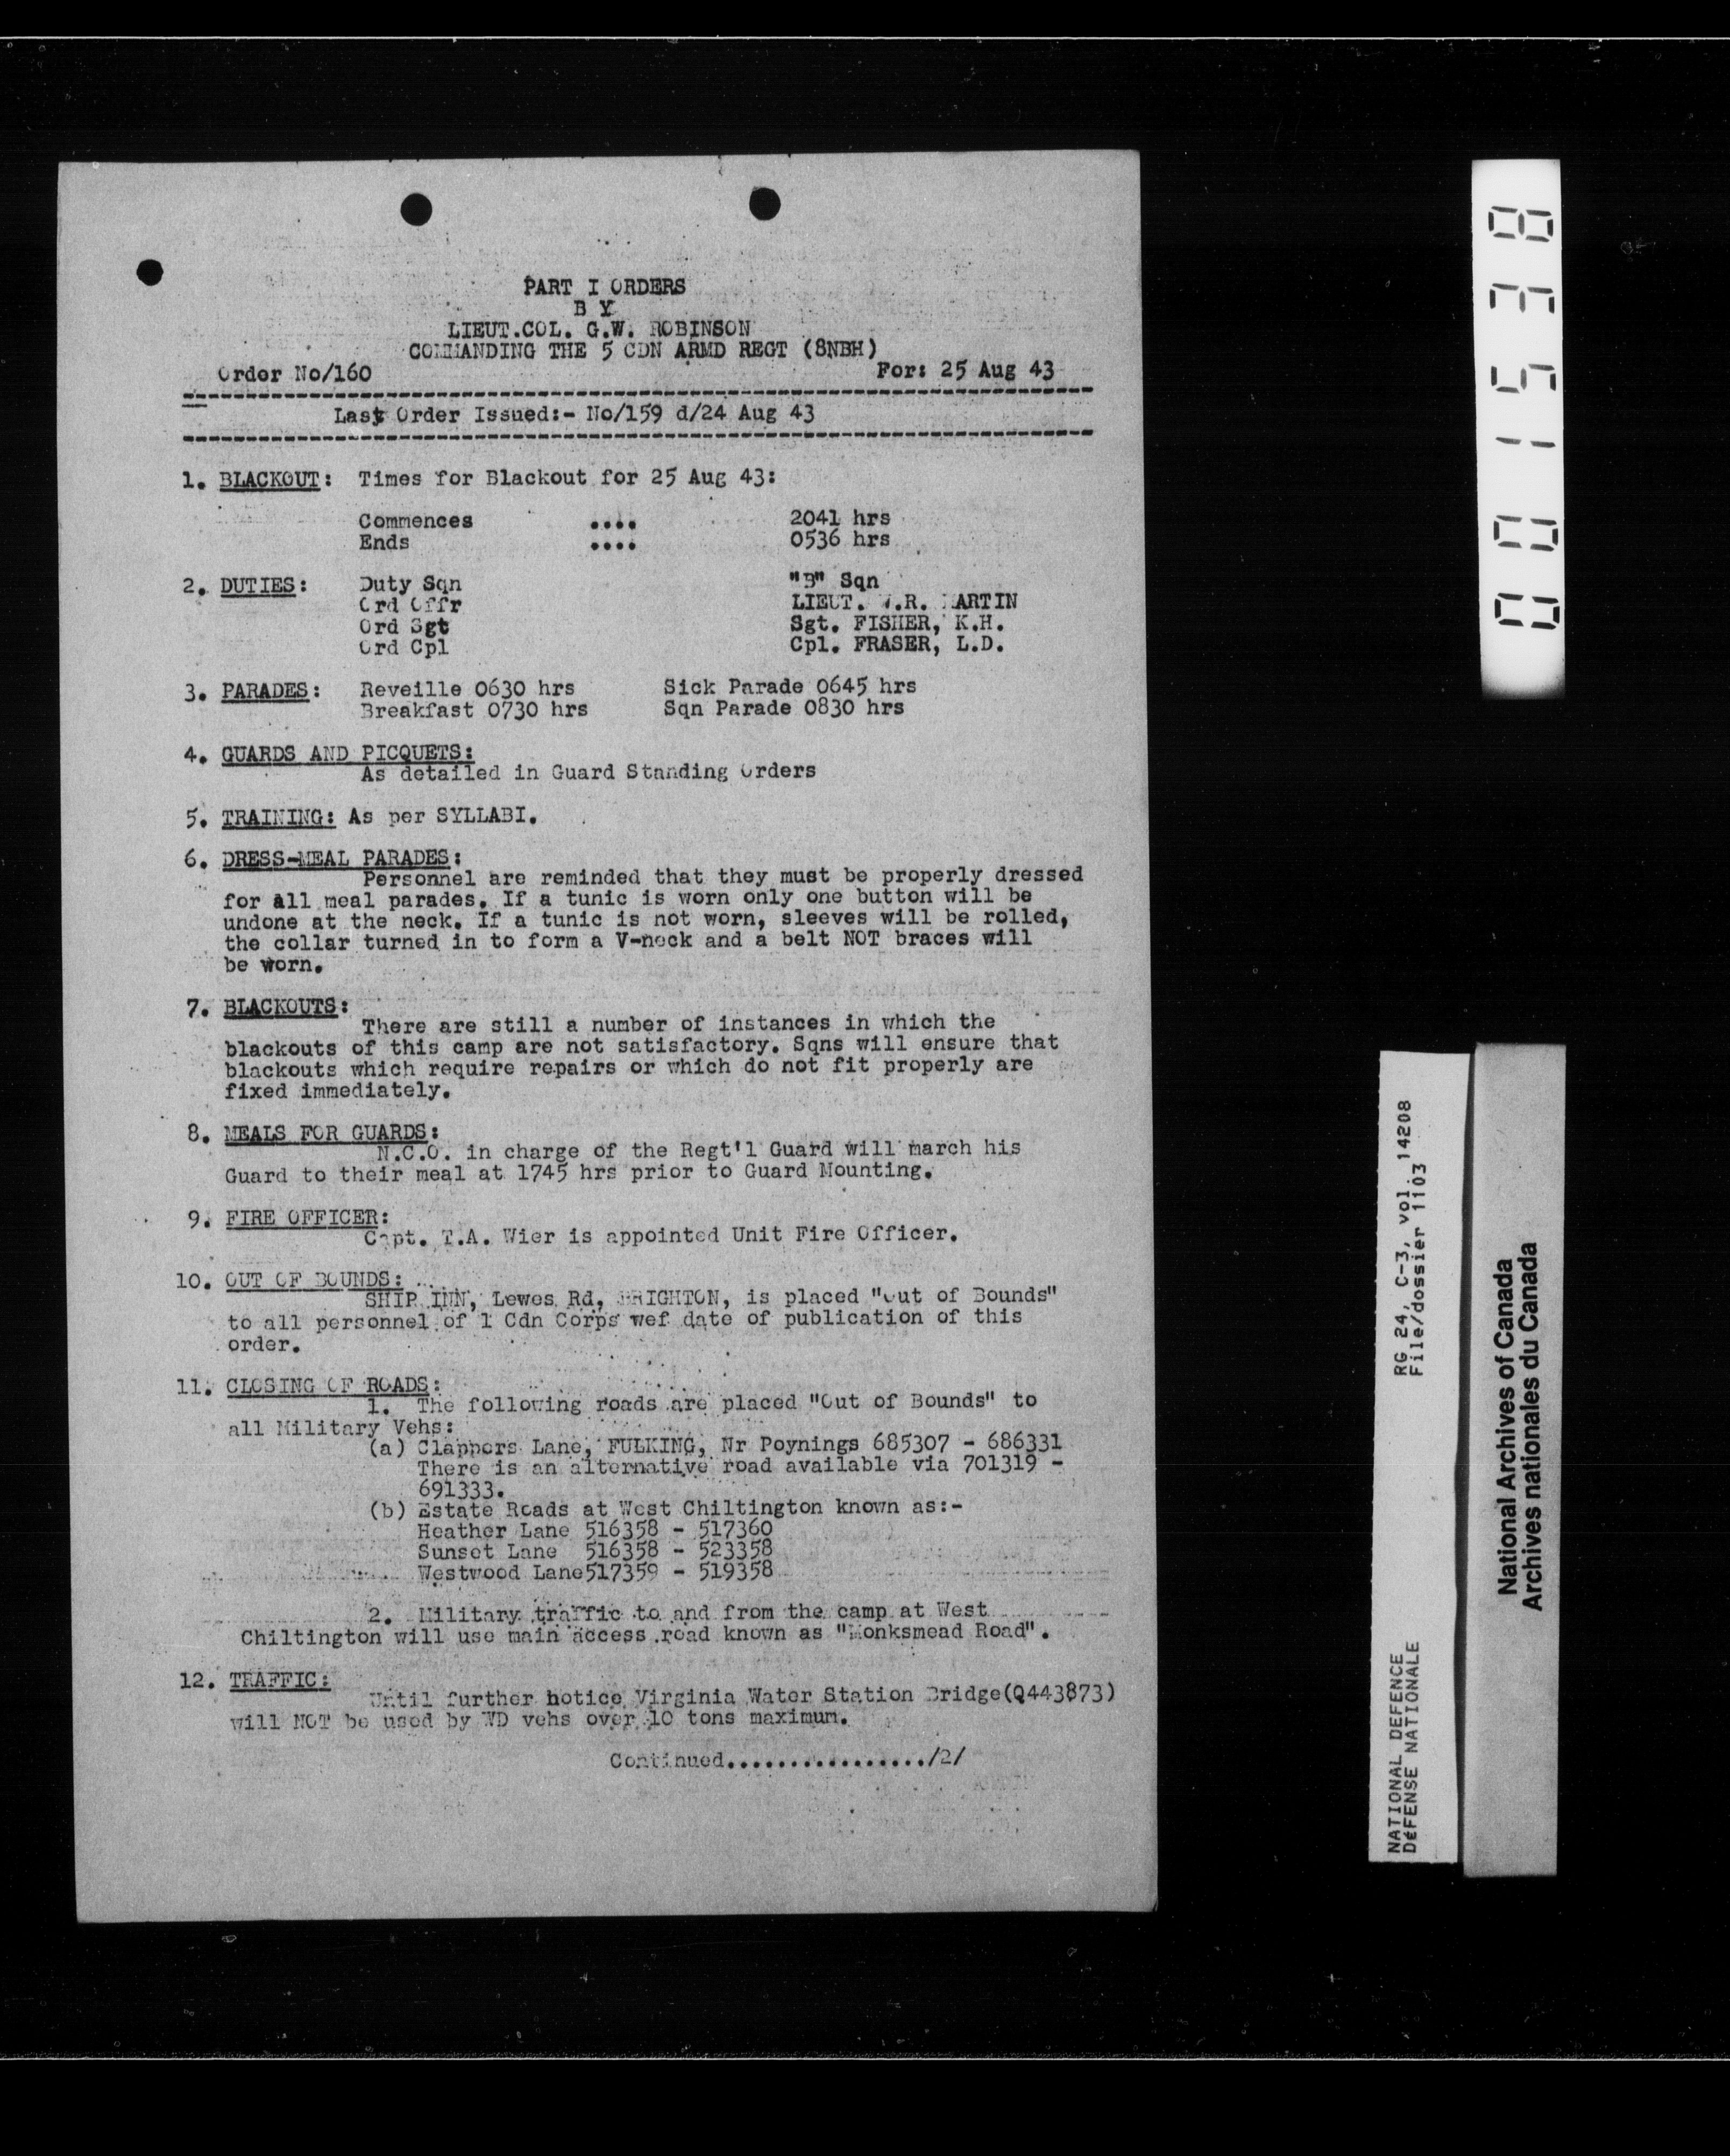 PART I ORDERS
B Y
LIEUT.COL. G.W. ROBINSON
COMMANDING THE 5 CDN ARMD REGT (8NBH)
Order No/160 For: 25 Aug 43
Last Order Issued:- No/159 d/24 Aug 43
1. BLACKOUT: Times for Blackout for 25 Aug 43:
Commences .... 2041 hrs
Ends .... 0536 hrs
2. DUTIES: Duty Sqn "B" Sqn
Ord Offr LIEUT. .R. MARTIN
Ord Sgt Sgt. FISHER, K.H.
Ord Cpl Cpl. FRASER, L.D.
3. PARADES: Reveille 0630 hrs Sick Parade 0645 hrs
Breakfast 0730 hrs Sqn Parade 0830 hrs
4. GUARDS AND PICQUETS:
As detailed in Guard Standing Orders
5. TRAINING: As per SYLLABI.
6. DRESS-MEAL PARADES:
Personnel are reminded that they must be properly dressed
for all meal parades. If a tunic is worn only one button will be
undone at the neck. If a tunic is not worn, sleeves will be rolled,
the collar turned in to form a V-neck and a belt NOT braces will
be worn.
7. BLACKOUTS:
There are still a number of instances in which the
blackouts of this camp are not satisfactory. Sqns will ensure that
blackouts which require repairs or which do not fit properly are
fixed immediately.
8. MEALS FOR GUARDS:
N.C.O. in charge of the Regt'l Guard will march his
Guard to their meal at 1745 hrs prior to Guard Mounting.
9. FIRE OFFICER:
Capt. T.A. Wier is appointed Unit Fire Officer.
10. OUT OF BOUNDS:
SHIP INN, Lewes Rd, BRIGHTON, is placed "Out of Bounds"
to all personnel of 1 Cdn Corps wef date of publication of this
order.
11. CLOSING OF ROADS:
1. The following roads are placed "Out of Bounds" to
all Military Vehs:
(a) Clappers Lane, FULKING, Nr Poynings 685307 - 686331
There is an alternative road available via 701319 -
691333.
(b) Estate Roads at West Chiltington known as:-
Heather Lane 516358 - 517360
Sunset Lane 516358 - 523358
Westwood Lane517359 - 519358
2. Military traffic to and from the camp at West
Chiltington will use main access road known as "Monksmead Road".
12. TRAFFIC:
Until further notice Virginia Water Station Bridge(Q443873)
will NOT be used by WD vehs over 10 tons maximum.
Continued................/2/
001538
RG 24, C-3, vol. 14208
File/dossier 1103
NATIONAL DEFENCE
DéFENSE NATIONALE
National Archives of Canada
Archives nationales du Canada